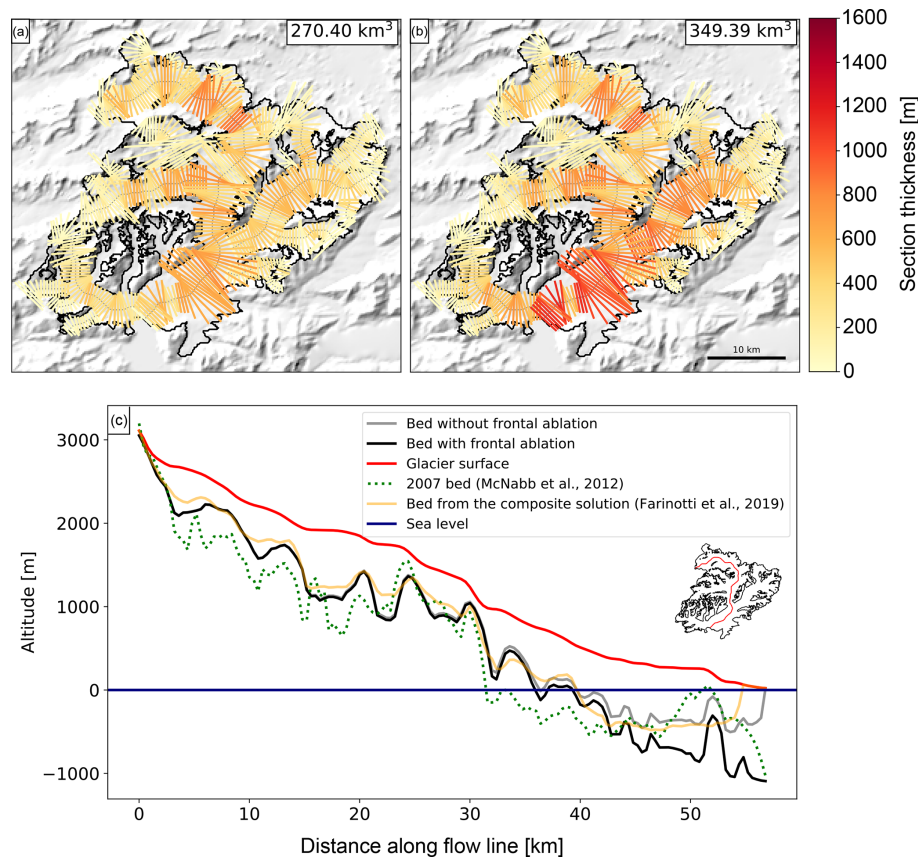 (a)
270.40 km³
(b)
349.39 km³
10 km
1600
1400
1200
1000
800
600
400
200
0
Section thickness [m]
(c)
3000
2000
1000
0
−1000
Altitude [m]
Bed without frontal ablation
Bed with frontal ablation
Glacier surface
2007 bed (McNabb et al., 2012)
Bed from the composite solution (Farinotti et al., 2019)
Sea level
0
10
20
30
40
50
Distance along flow line [km]